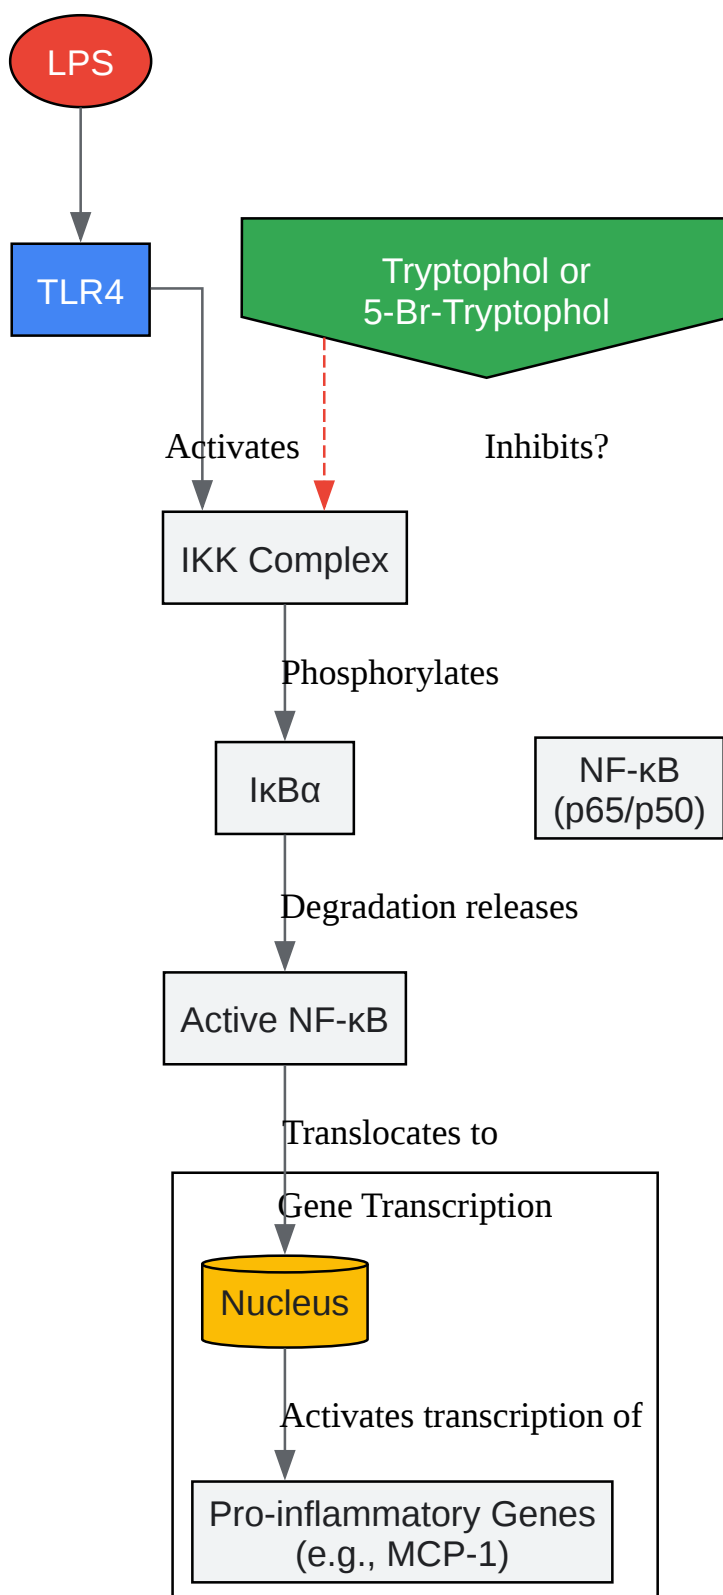 LPS
TLR4
Tryptophol or
5-Br-Tryptophol
Activates
Inhibits?
IKK Complex
Phosphorylates
IκBα
NF-κB
(p65/p50)
Degradation releases
Active NF-κB
Translocates to
Gene Transcription
Nucleus
Activates transcription of
Pro-inflammatory Genes
(e.g., MCP-1)